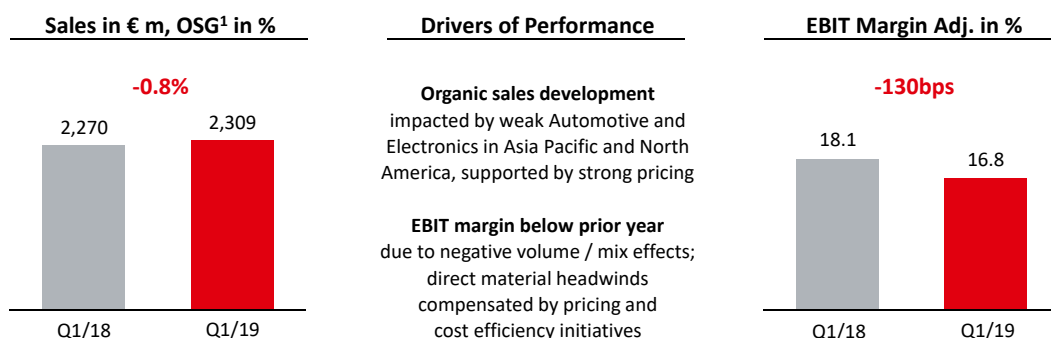 Sales in € m, OSG¹ in %
-0.8%
2,270
2,309
Q1/18
Q1/19
Drivers of Performance
Organic sales development
impacted by weak Automotive and
Electronics in Asia Pacific and North
America, supported by strong pricing
EBIT margin below prior year
due to negative volume / mix effects;
direct material headwinds
compensated by pricing and
cost efficiency initiatives
EBIT Margin Adj. in %
-130bps
18.1
16.8
Q1/18
Q1/19